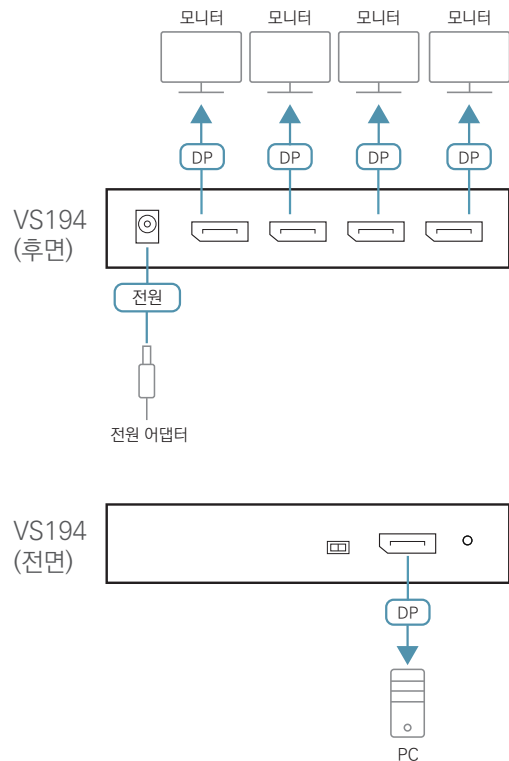 모니터 모니터 모니터 모니터
DP DP DP DP
VS194
(후면)
전원
전원 어댑터
VS194
(전면)
DP
PC